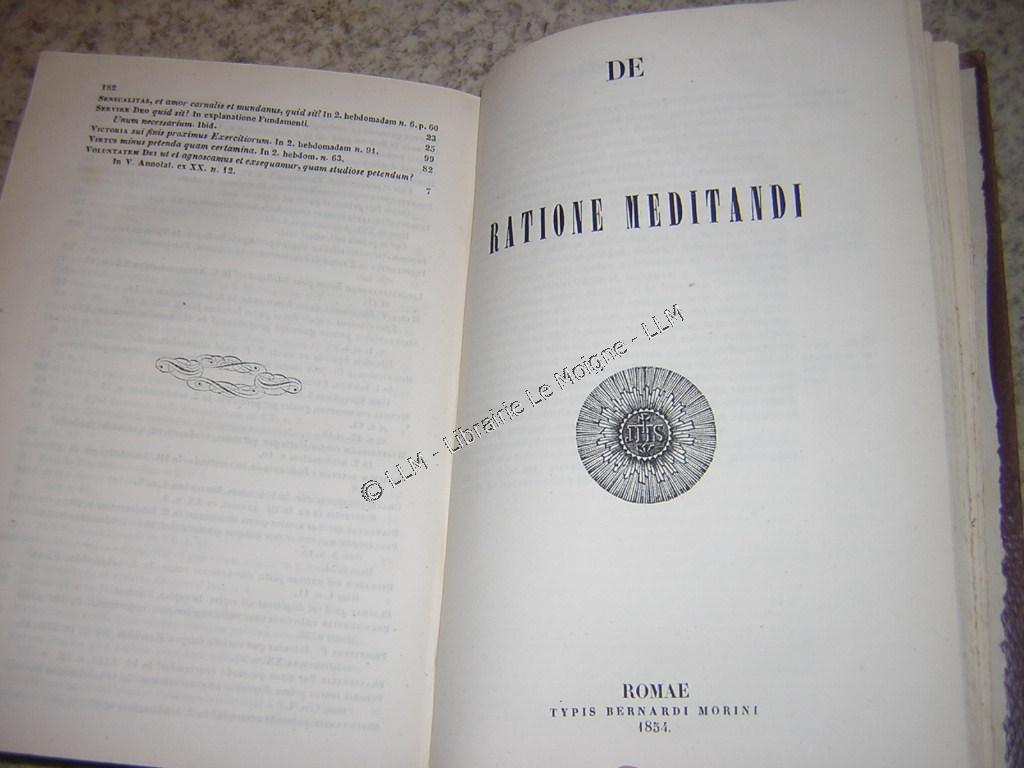 182
SENSUALITAS, et amor carnalis et mundanus, quid sit? In 2. hebdomadam n. 6. p. 60
SERVIRE DEO quid sit? In explanatione Fundamenti. 23
Unum necessarium. Ibid. 25
VICTORIA sui finis proximus Exercitiorum. In 2. hebdomadam n. 91. 99
VIRTUS minus petenda quam certamina. In 2. hebdom. n. 63. 82
VOLUNTATEM DEI ut et agnoscamus et exsequamur, quam studiose petendum?
In V. Annotat. ex XX. n. 12. 7
DE
RATIONE MEDITANDI
IHS
ROMAE
TYPIS BERNARDI MORINI
1854.
© LLM - Librairie Le Moigne - LLM